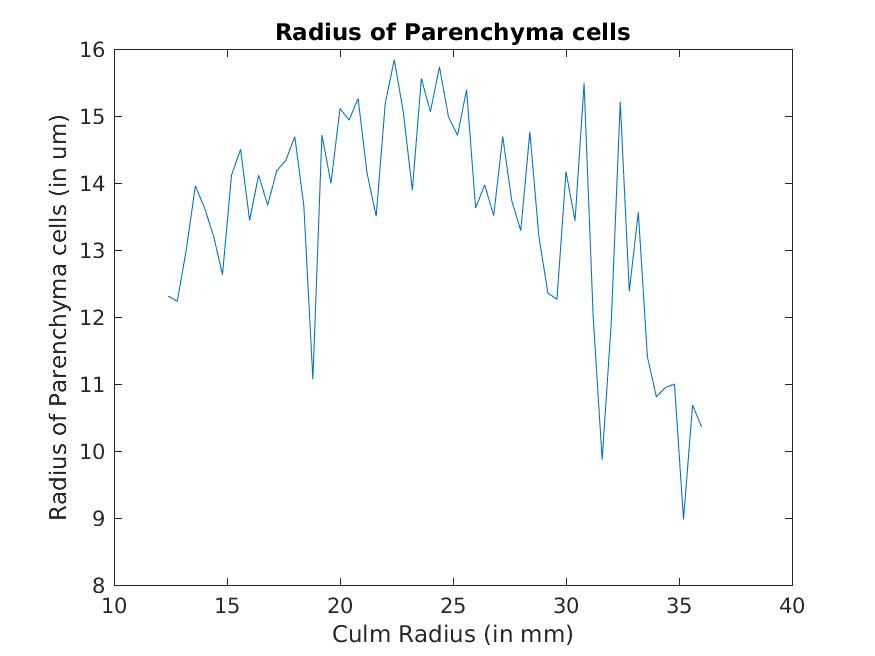 Radius of Parenchyma cells
16
15
14
13
12
11
10
9
8
Radius of Parenchyma cells (in um)
10 15 20 25 30 35 40
Culm Radius (in mm)